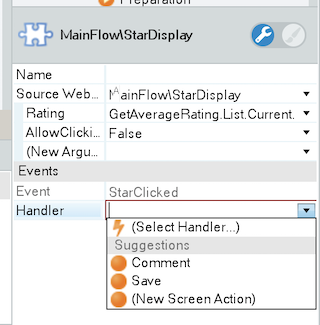 Preparation
MainFlow\StarDisplay
Name
Source Web... MainFlow\StarDisplay
Rating GetAverageRating.List.Current.
AllowClicki... False
(New Argu...
Events
Event StarClicked
Handler
(Select Handler...)
Suggestions
Comment
Save
(New Screen Action)